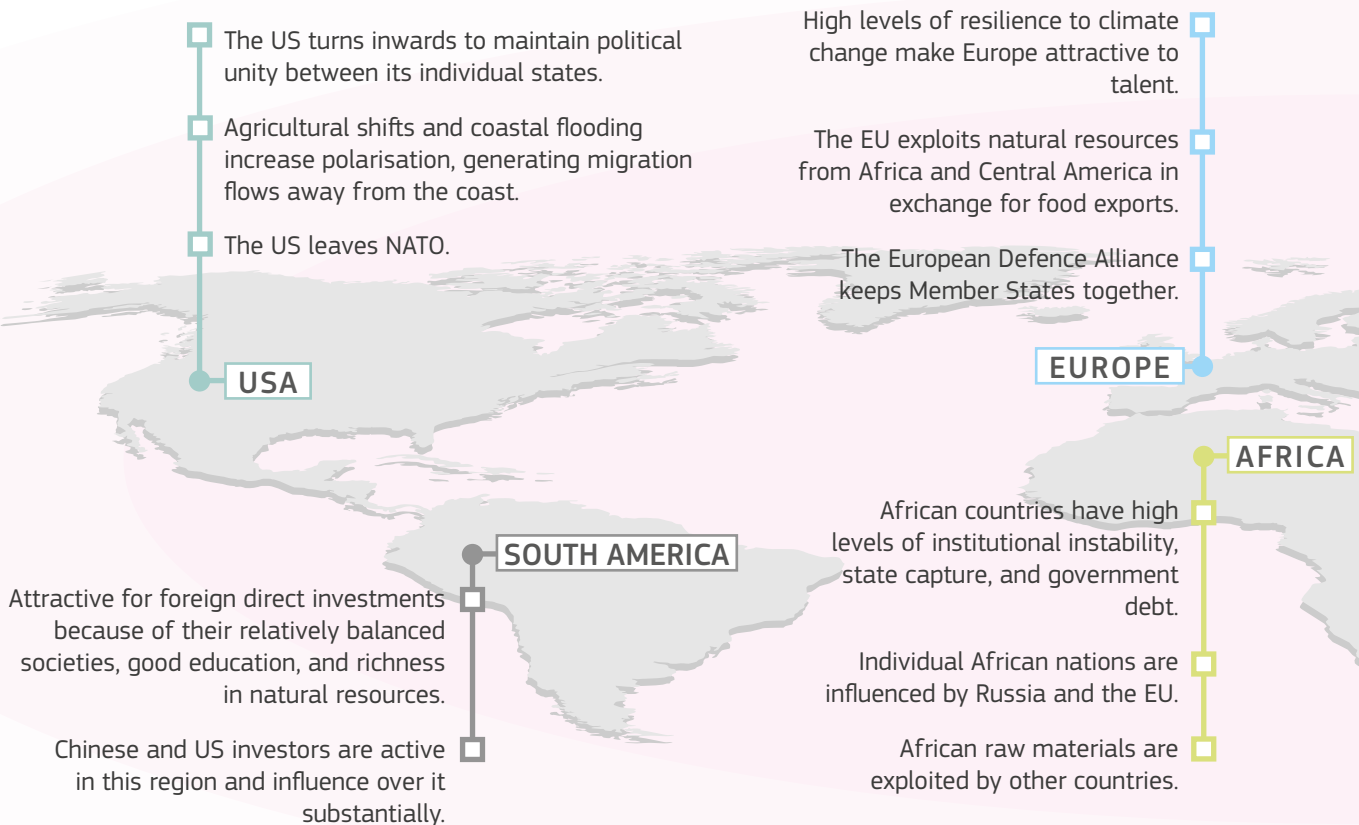 The US turns inwards to maintain political
unity between its individual states.
Agricultural shifts and coastal flooding
increase polarisation, generating migration
flows away from the coast.
The US leaves NATO.
USA
High levels of resilience to climate
change make Europe attractive to
talent.
The EU exploits natural resources
from Africa and Central America in
exchange for food exports.
The European Defence Alliance
keeps Member States together.
EUROPE
SOUTH AMERICA
Attractive for foreign direct investments
because of their relatively balanced
societies, good education, and richness
in natural resources.
Chinese and US investors are active
in this region and influence over it
substantially.
AFRICA
African countries have high
levels of institutional instability,
state capture, and government
debt.
Individual African nations are
influenced by Russia and the EU.
African raw materials are
exploited by other countries.